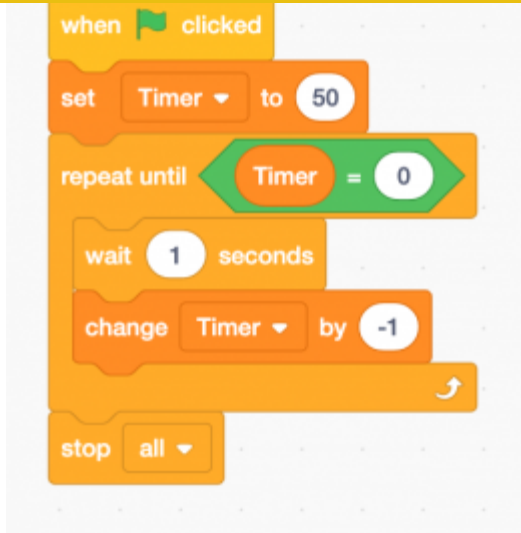 when clicked
set Timer to 50
repeat until Timer = 0
wait 1 seconds
change Timer by -1
stop all